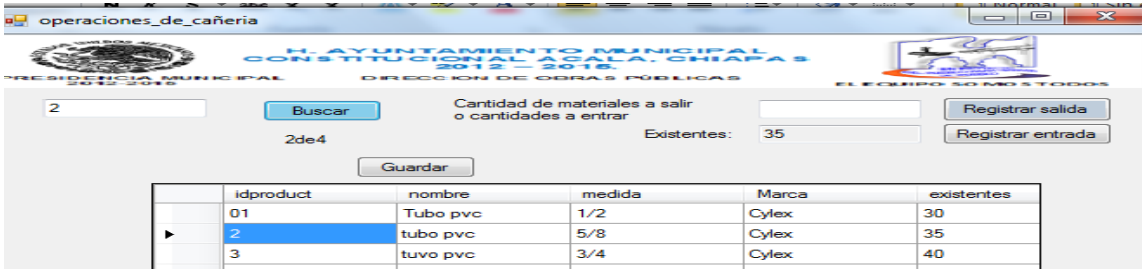 operaciones_de_cañeria
H. AYUNTAMIENTO MUNICIPAL
CONSTITUCIONAL ACALA, CHIAPAS
2012 – 2015.
PRESIDENCIA MUNICIPAL DIRECCION DE OBRAS PÚBLICAS
2012-2015
EL EQUIPO SOMOS TODOS
2 Buscar Cantidad de materiales a salir Registrar salida
o cantidades a entrar
2de4 Existentes: 35 Registrar entrada
Guardar
idproduct nombre medida Marca existentes
01 Tubo pvc 1/2 Cylex 30
2 tubo pvc 5/8 Cylex 35
3 tuvo pvc 3/4 Cylex 40